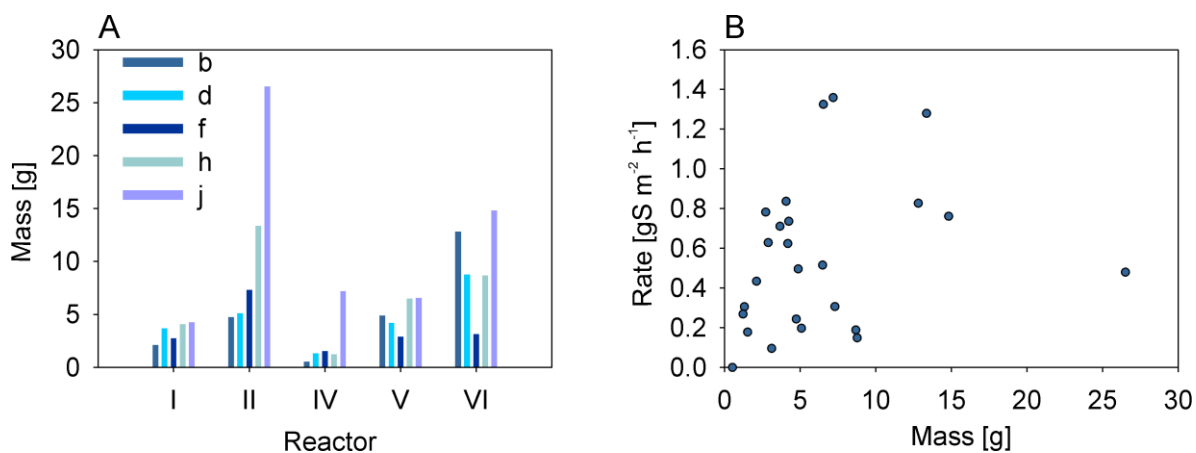 A
30
25
20
15
10
5
0
Mass [g]
b
d
f
h
j
I II IV V VI
Reactor
B
1.6
1.4
1.2
1.0
0.8
0.6
0.4
0.2
0.0
Rate [gS m⁻² h⁻¹]
0 5 10 15 20 25 30
Mass [g]